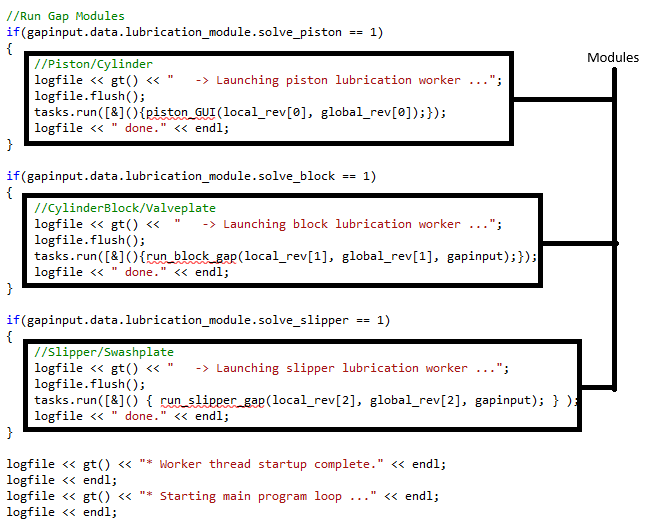 //Run Gap Modules
if(gapinput.data.lubrication_module.solve_piston == 1)
{
//Piston/Cylinder
logfile << gt() << "   -> Launching piston lubrication worker ...";
logfile.flush();
tasks.run([&](){piston_GUI(local_rev[0], global_rev[0]);});
logfile << " done." << endl;
}
Modules
if(gapinput.data.lubrication_module.solve_block == 1)
{
//CylinderBlock/Valveplate
logfile << gt() <<  "   -> Launching block lubrication worker ...";
logfile.flush();
tasks.run([&](){run_block_gap(local_rev[1], global_rev[1], gapinput);});
logfile << " done." << endl;
}
if(gapinput.data.lubrication_module.solve_slipper == 1)
{
//Slipper/Swashplate
logfile << gt() << "   -> Launching slipper lubrication worker ...";
logfile.flush();
tasks.run([&]() { run_slipper_gap(local_rev[2], global_rev[2], gapinput); } );
logfile << " done." << endl;
}
logfile << gt() << "* Worker thread startup complete." << endl;
logfile << endl;
logfile << gt() << "* Starting main program loop ..." << endl;
logfile << endl;